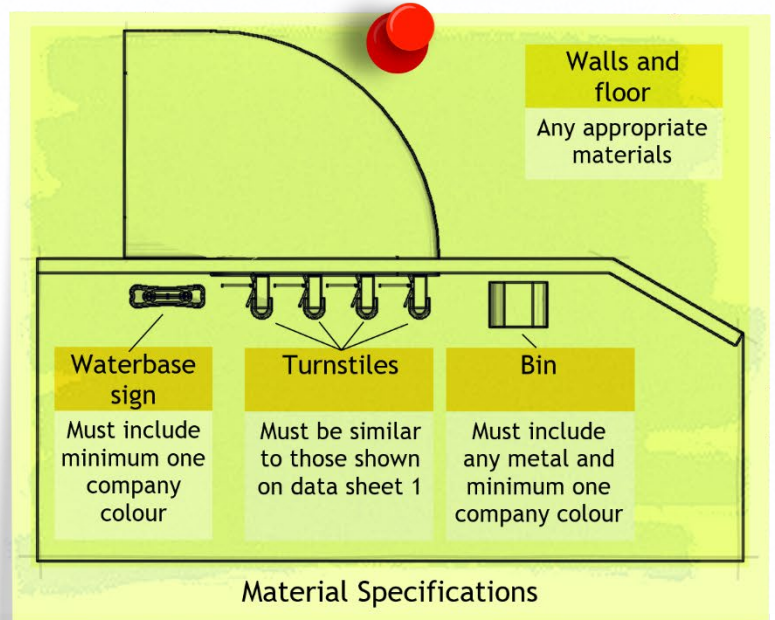 Walls and
floor
Any appropriate
materials
Waterbase
sign
Must include
minimum one
company
colour
Turnstiles
Must be similar
to those shown
on data sheet 1
Bin
Must include
any metal and
minimum one
company colour
Material Specifications